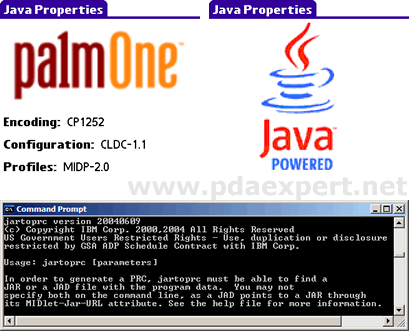 Java Properties
palmOne™
Encoding: CP1252
Configuration: CLDC-1.1
Profiles: MIDP-2.0
Java Properties
Java™
POWERED
www.pdaexpert.net
Command Prompt
jartoprc version 20040609
(c) Copyright IBM Corp. 2000,2004 All Rights Reserved
US Government Users Restricted Rights - Use, duplication or disclosure
restricted by GSA ADP Schedule Contract with IBM Corp.
Usage: jartoprc [parameters]
In order to generate a PRC, jartoprc must be able to find a
JAR or a JAD file with the program data.  You may not
specify both on the command line, as a JAD points to a JAR through
its MIDlet-Jar-URL attribute. See the help file for more information.